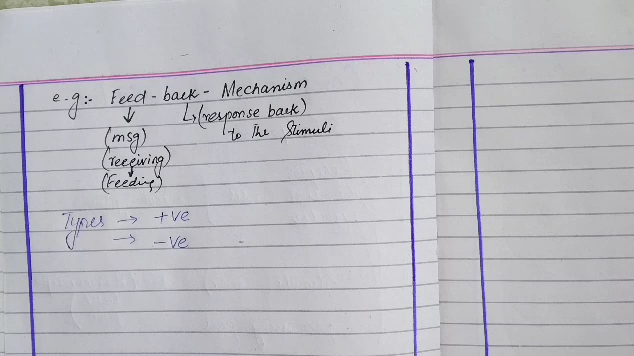 e.g:- Feed-back-Mechanism
↓ ↳(response back)
(msg) to the Stimuli
(receiving)
(Feeding)
Types → +ve
→ -ve